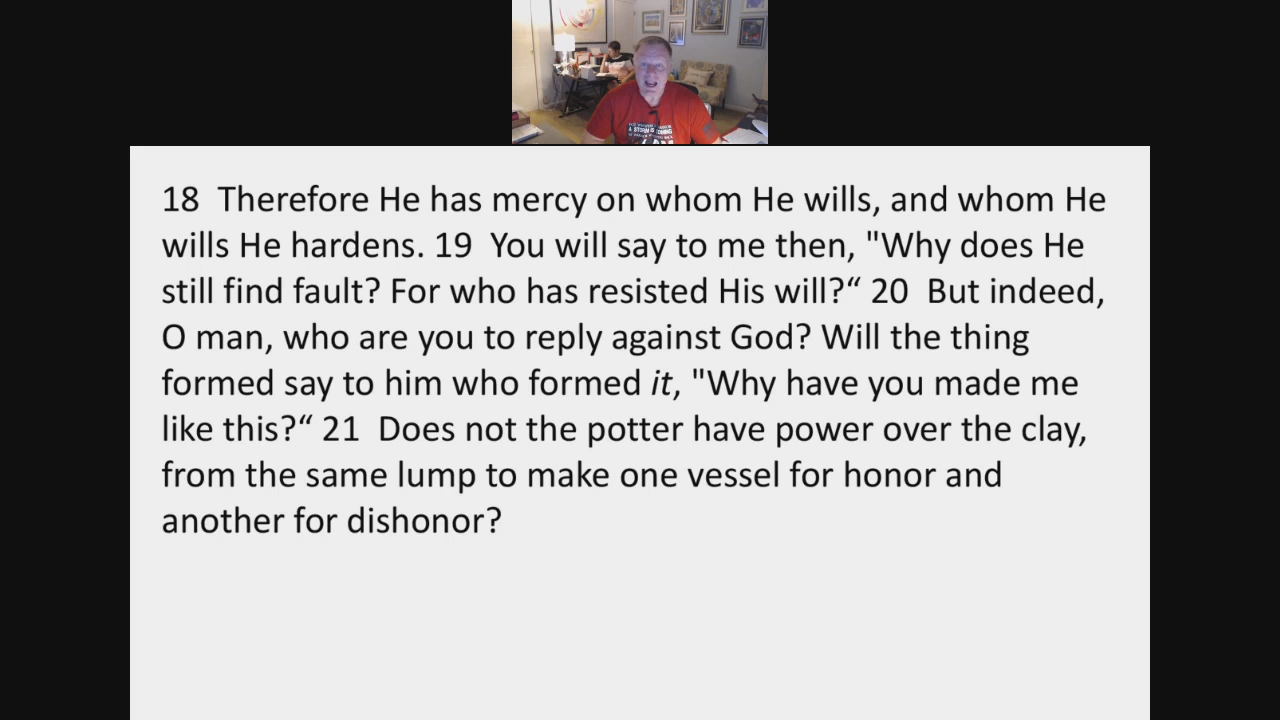 A STORM IS COMING
18  Therefore He has mercy on whom He wills, and whom He
wills He hardens. 19  You will say to me then, "Why does He
still find fault? For who has resisted His will?“ 20  But indeed,
O man, who are you to reply against God? Will the thing
formed say to him who formed it, "Why have you made me
like this?“ 21  Does not the potter have power over the clay,
from the same lump to make one vessel for honor and
another for dishonor?